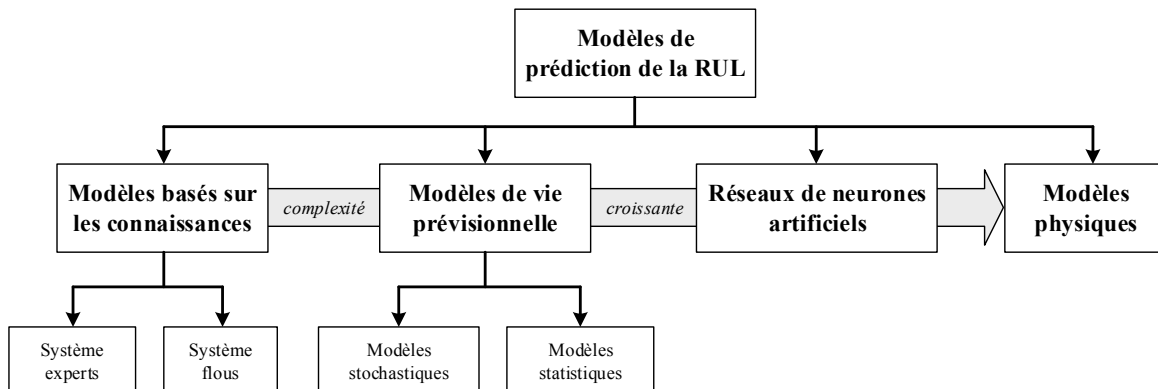 Modèles de
prédiction de la RUL
Modèles basés sur
les connaissances
complexité
Modèles de vie
prévisionnelle
croissante
Réseaux de neurones
artificiels
Modèles
physiques
Système
experts
Système
flous
Modèles
stochastiques
Modèles
statistiques